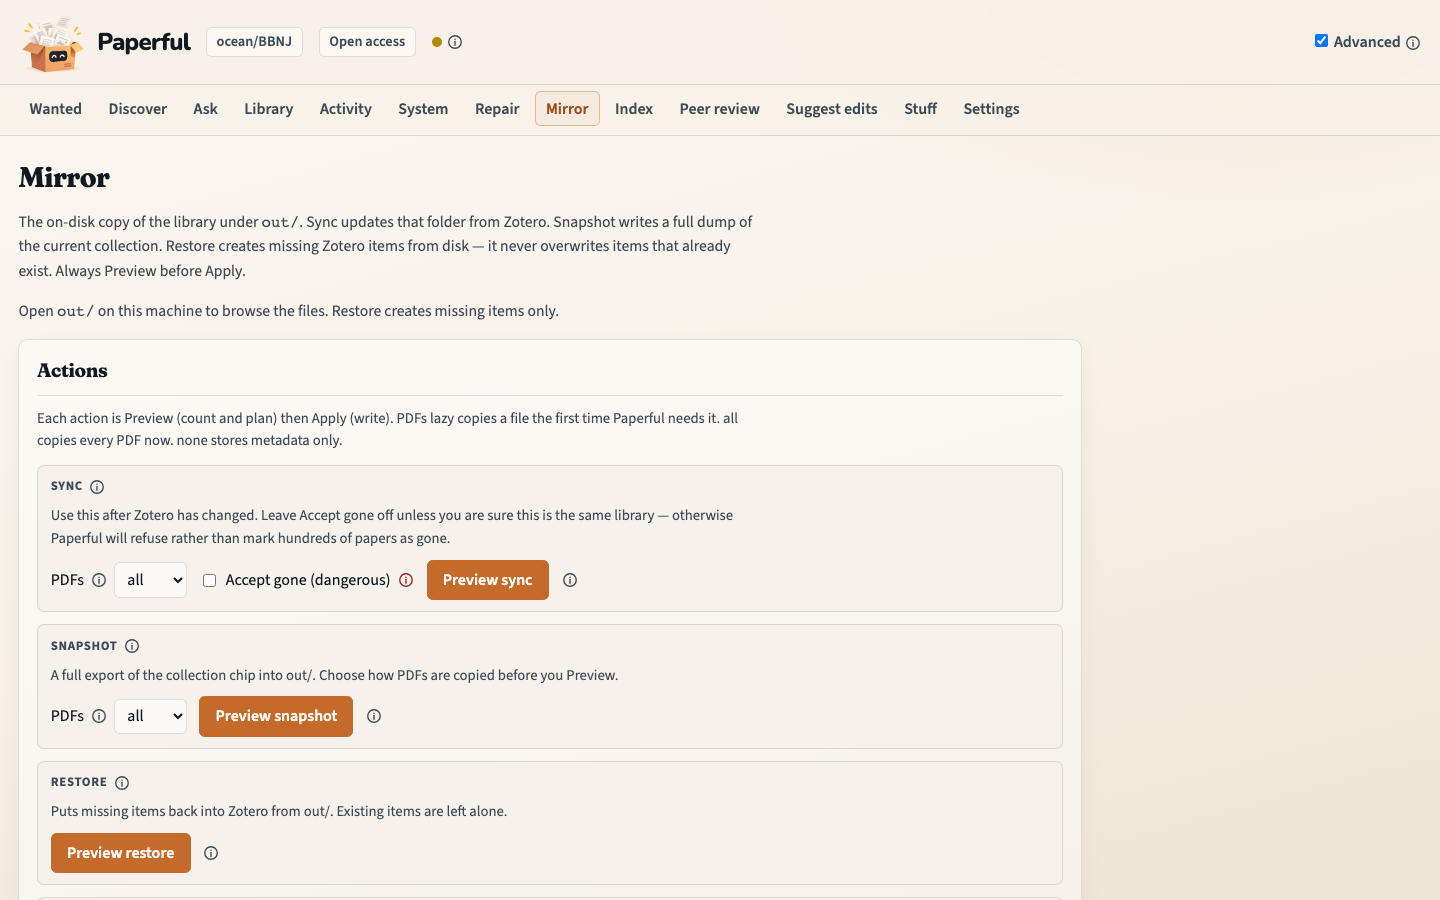 Paperful
ocean/BBNJ
Open access
Advanced
Wanted Discover Ask Library Activity System Repair Mirror Index Peer review Suggest edits Stuff Settings
Mirror
The on-disk copy of the library under out/. Sync updates that folder from Zotero. Snapshot writes a full dump of
the current collection. Restore creates missing Zotero items from disk — it never overwrites items that already
exist. Always Preview before Apply.
Open out/ on this machine to browse the files. Restore creates missing items only.
Actions
Each action is Preview (count and plan) then Apply (write). PDFs lazy copies a file the first time Paperful needs it. all
copies every PDF now. none stores metadata only.
SYNC
Use this after Zotero has changed. Leave Accept gone off unless you are sure this is the same library — otherwise
Paperful will refuse rather than mark hundreds of papers as gone.
PDFs all Accept gone (dangerous) Preview sync
SNAPSHOT
A full export of the collection chip into out/. Choose how PDFs are copied before you Preview.
PDFs all Preview snapshot
RESTORE
Puts missing items back into Zotero from out/. Existing items are left alone.
Preview restore